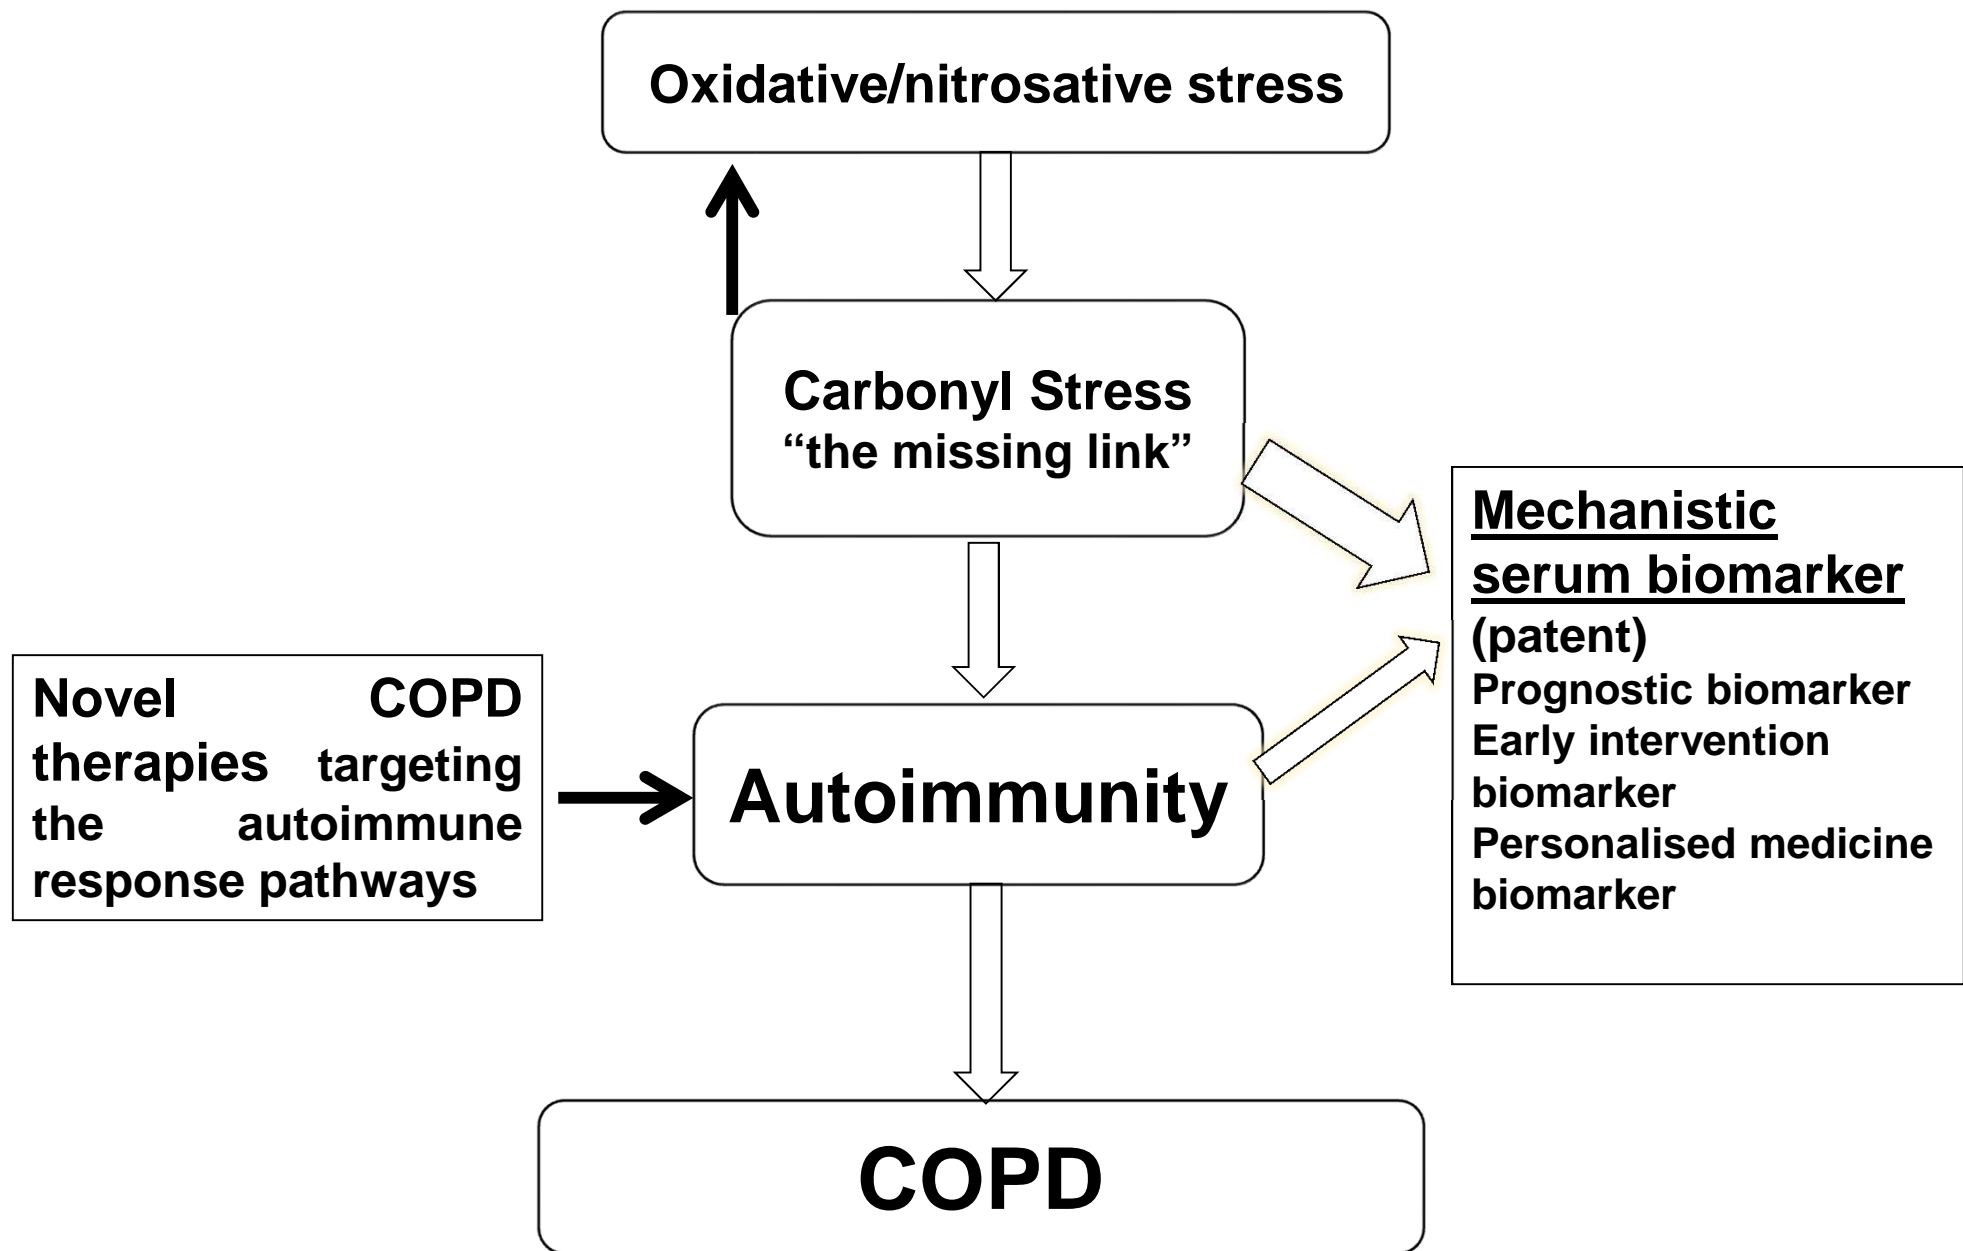 Oxidative/nitrosative stress
Carbonyl Stress
“the missing link”
Mechanistic
serum biomarker
(patent)
Prognostic biomarker
Early intervention
biomarker
Personalised medicine
biomarker
Novel COPD
therapies targeting
the autoimmune
response pathways
Autoimmunity
COPD